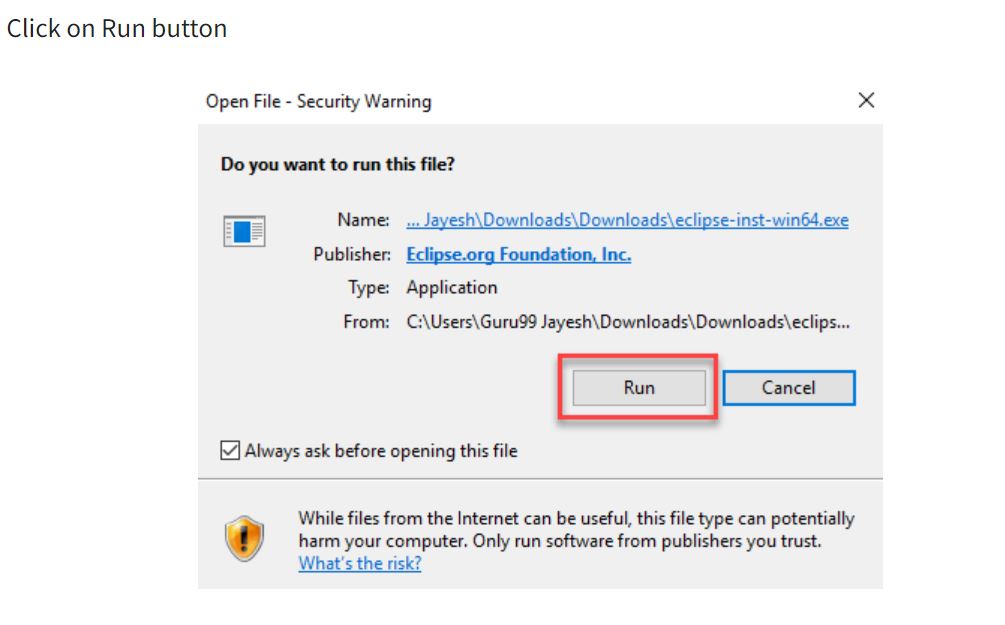 Click on Run button
Open File - Security Warning
Do you want to run this file?
Name: ... Jayesh\Downloads\Downloads\eclipse-inst-win64.exe
Publisher: Eclipse.org Foundation, Inc.
Type: Application
From: C:\Users\Guru99 Jayesh\Downloads\Downloads\eclips...
Run Cancel
Always ask before opening this file
While files from the Internet can be useful, this file type can potentially
harm your computer. Only run software from publishers you trust.
What's the risk?